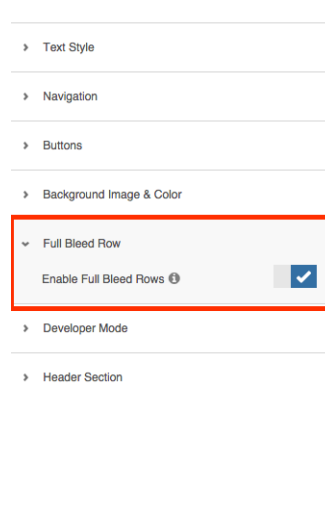 Text Style
Navigation
Buttons
Background Image & Color
Full Bleed Row
Enable Full Bleed Rows
Developer Mode
Header Section